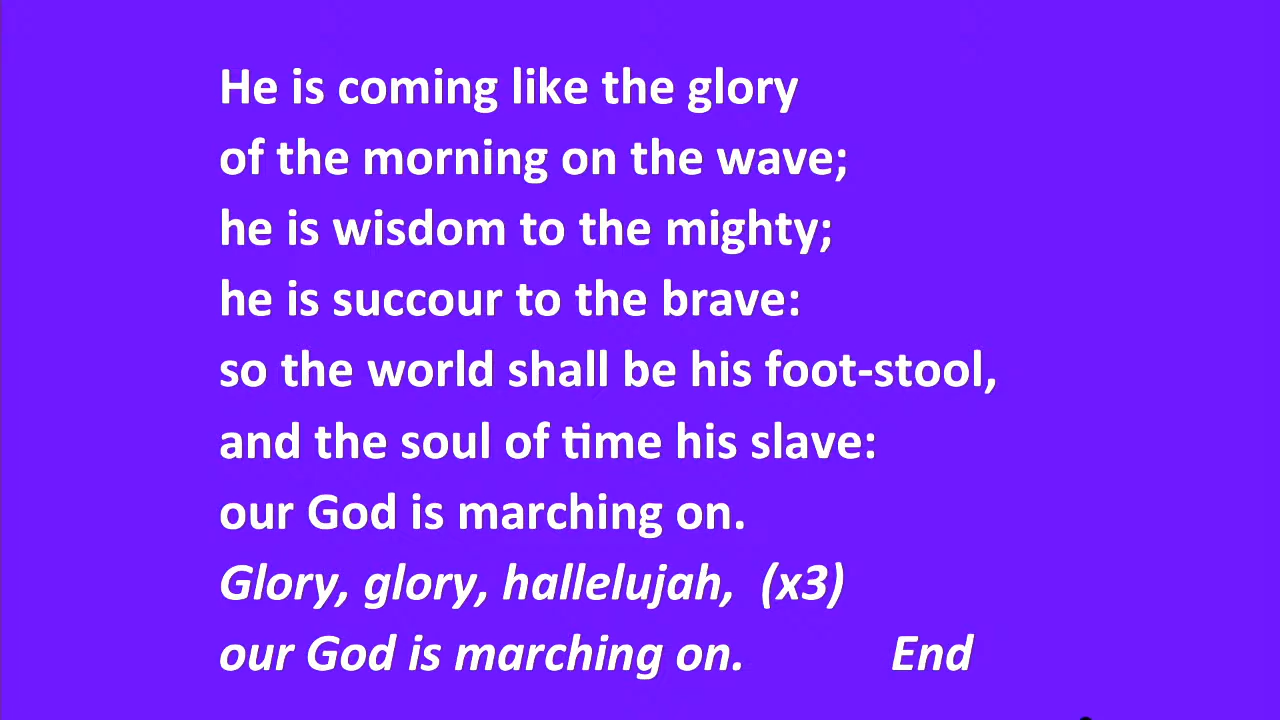 He is coming like the glory
of the morning on the wave;
he is wisdom to the mighty;
he is succour to the brave:
so the world shall be his foot-stool,
and the soul of time his slave:
our God is marching on.
Glory, glory, hallelujah, (x3)
our God is marching on. End